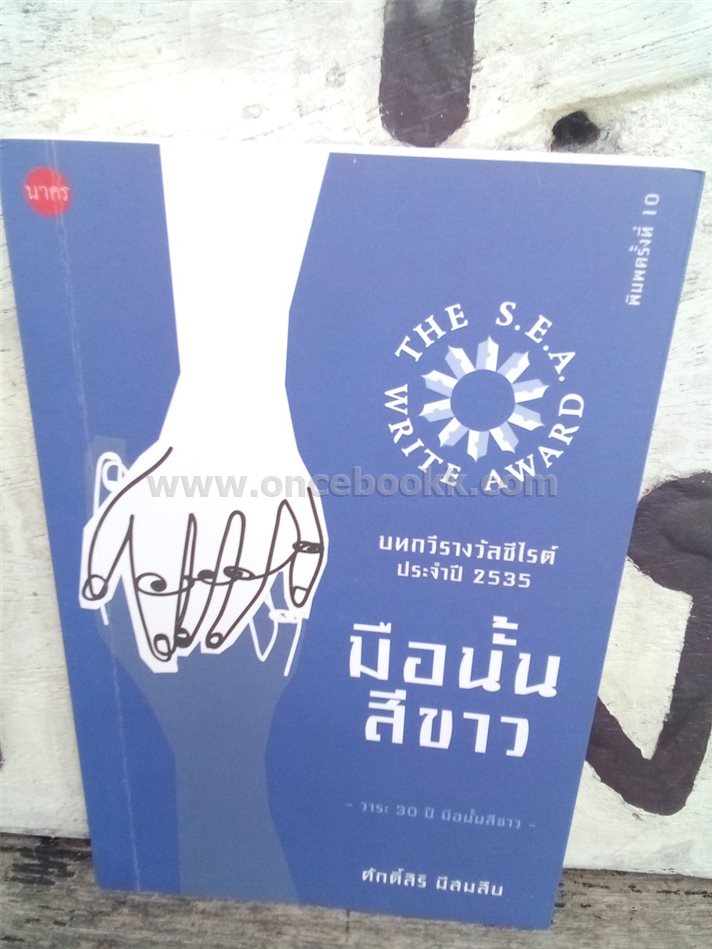 นาคร
พิมพ์ครั้งที่ 10
THE S.E.A. WRITE AWARD
www.oncebookk.com
บทกวีรางวัลซีไรต์
ประจำปี 2535
มือนั้น
สีขาว
- วาระ 30 ปี มือนั้นสีขาว -
ศักดิ์สิริ มีสมสืบ